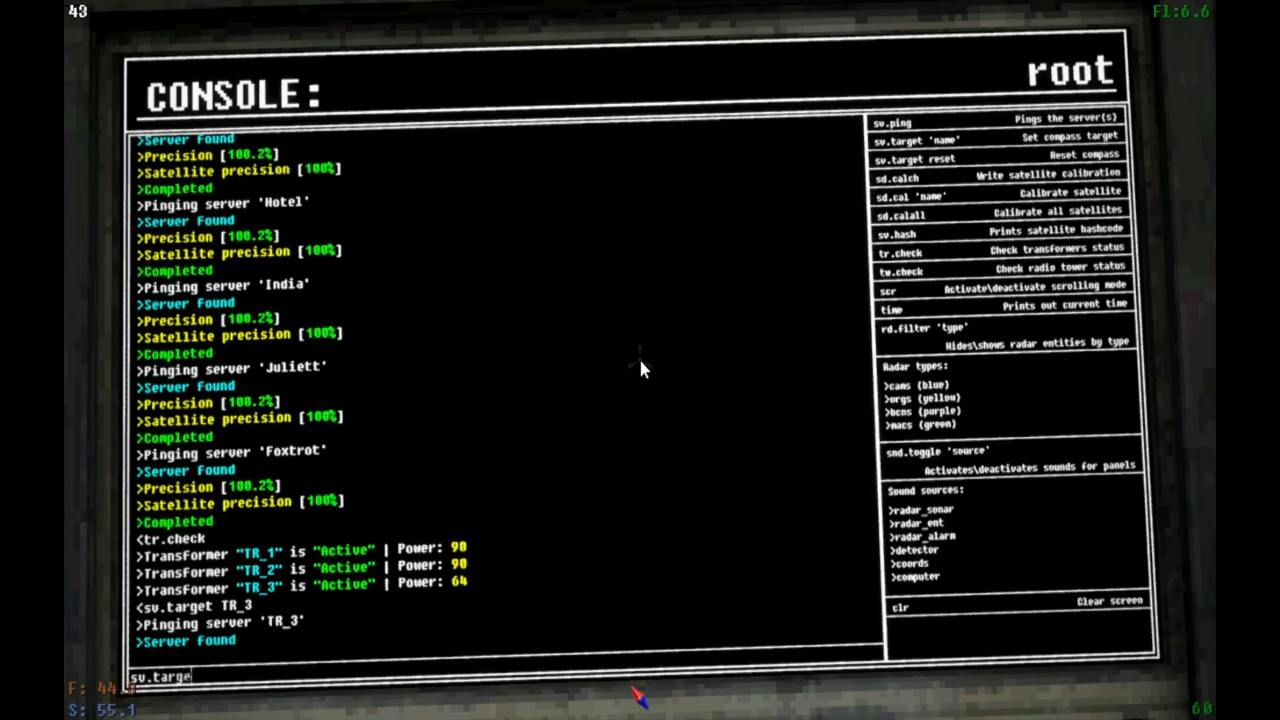 43
Fl:6.6
CONSOLE:
root
>Server Found
>Precision [100.2%]
>Satellite precision [100%]
>Completed
>Pinging server 'Hotel'
>Server Found
>Precision [100.2%]
>Satellite precision [100%]
>Completed
>Pinging server 'India'
>Server Found
>Precision [100.2%]
>Satellite precision [100%]
>Completed
>Pinging server 'Juliett'
>Server Found
>Precision [100.2%]
>Satellite precision [100%]
>Completed
>Pinging server 'Foxtrot'
>Server Found
>Precision [100.2%]
>Satellite precision [100%]
>Completed
<tr.check
>Transformer "TR_1" is "Active" | Power: 90
>Transformer "TR_2" is "Active" | Power: 90
>Transformer "TR_3" is "Active" | Power: 64
<sv.target TR_3
>Pinging server 'TR_3'
>Server Found
sv.targe
sv.ping Pings the server(s)
sv.target 'name' Set compass target
sv.target reset Reset compass
sd.calch Write satellite calibration
sd.cal 'name' Calibrate satellite
sd.calall Calibrate all satellites
sv.hash Prints satellite hashcode
tr.check Check transformers status
tw.check Check radio tower status
scr Activate\deactivate scrolling mode
time Prints out current time
rd.filter 'type'
Hides\shows radar entities by type
Radar types:
>cams (blue)
>orgs (yellow)
>bcns (purple)
>macs (green)
snd.toggle 'source'
Activates\deactivates sounds for panels
Sound sources:
>radar_sonar
>radar_ent
>radar_alarm
>detector
>coords
>computer
clr Clear screen
F: 44.
S: 55.1
60